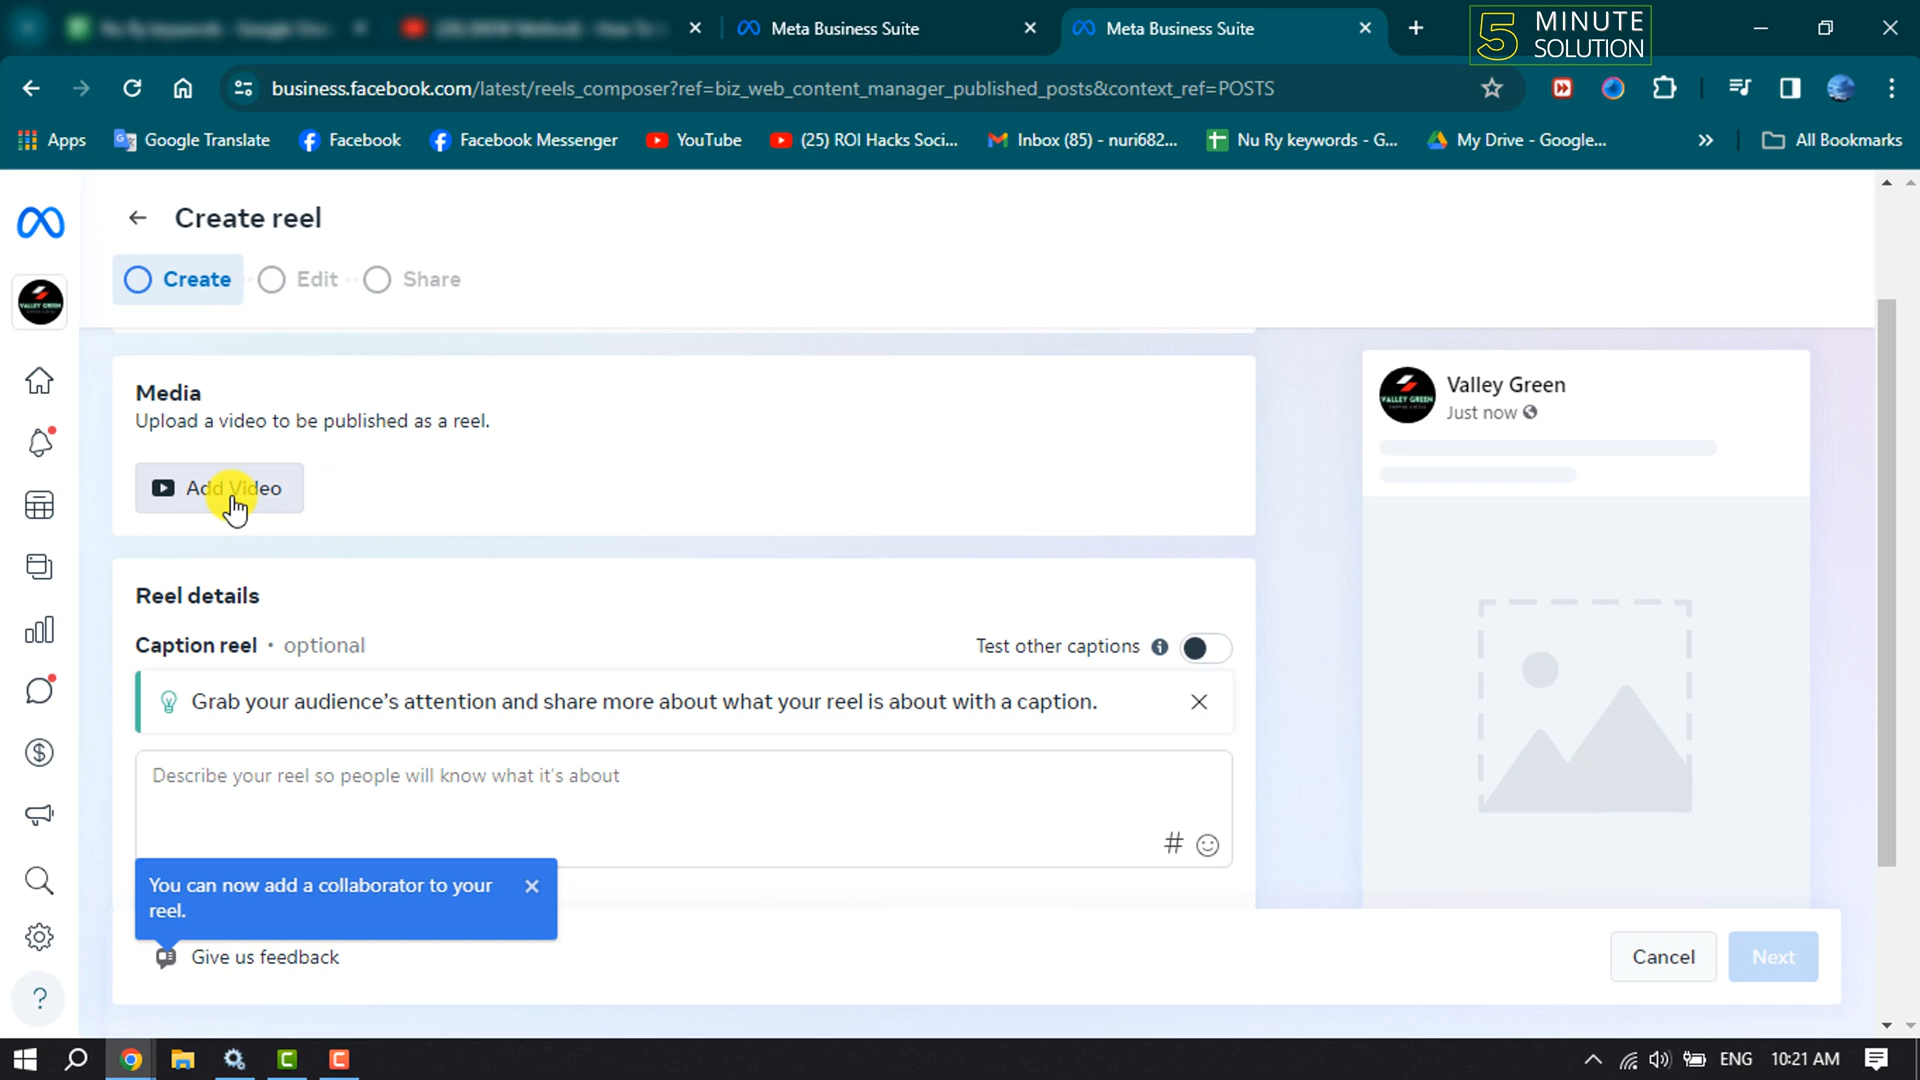 Meta Business Suite
Meta Business Suite
5 MINUTE SOLUTION
business.facebook.com/latest/reels_composer?ref=biz_web_content_manager_published_posts&context_ref=POSTS
Apps
Google Translate
Facebook
Facebook Messenger
YouTube
(25) ROI Hacks Soci...
Inbox (85) - nuri682...
Nu Ry keywords - G...
My Drive - Google...
All Bookmarks
Create reel
Create
Edit
Share
Media
Upload a video to be published as a reel.
Add Video
Valley Green
Just now
VALLEY GREEN
VALLEY GREEN
Reel details
Caption reel • optional
Test other captions
Grab your audience's attention and share more about what your reel is about with a caption.
Describe your reel so people will know what it's about
#
You can now add a collaborator to your
reel.
Give us feedback
Cancel
Next
ENG
10:21 AM